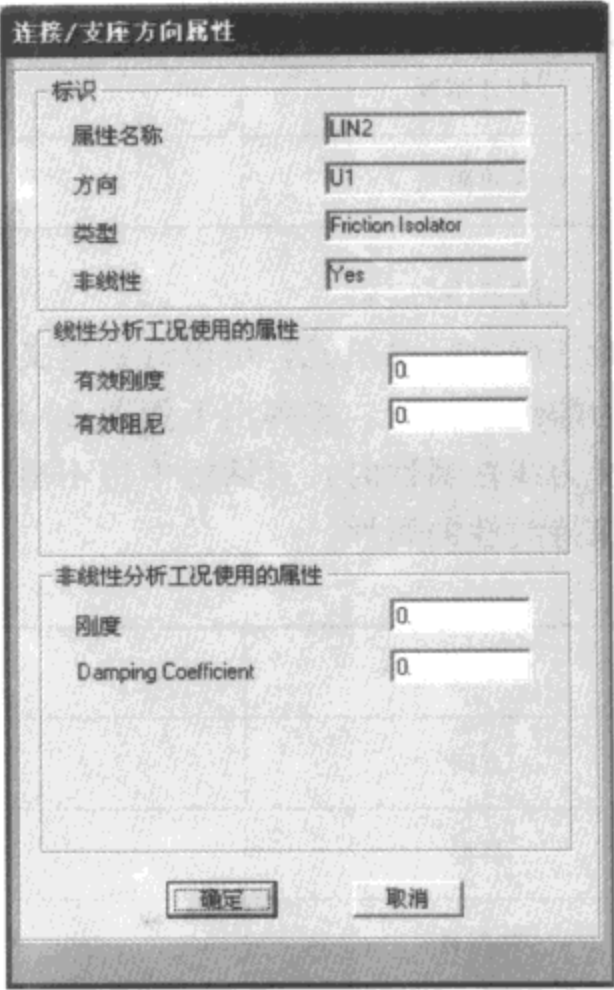 连接/支座方向属性
标识
属性名称 LIN2
方向 U1
类型 Friction Isolator
非线性 Yes
线性分析工况使用的属性
有效刚度 0.
有效阻尼 0.
非线性分析工况使用的属性
刚度 0.
Damping Coefficient 0.
确定 取消